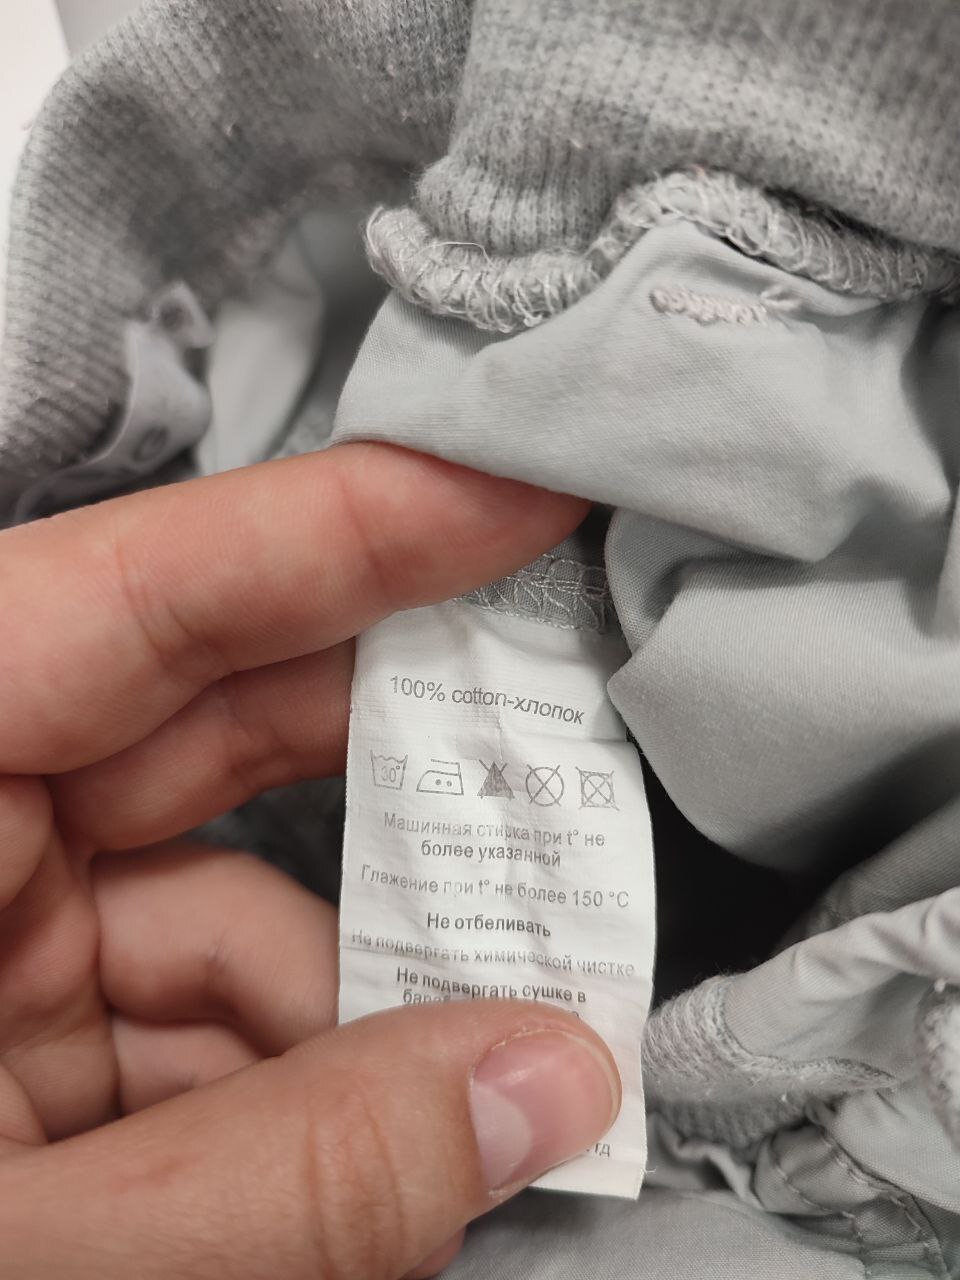 100% cotton-хлопок
30°
Машинная стирка при t° не
более указанной
Глажение при t° не более 150 °C
Не отбеливать
Не подвергать химической чистке
Не подвергать сушке в